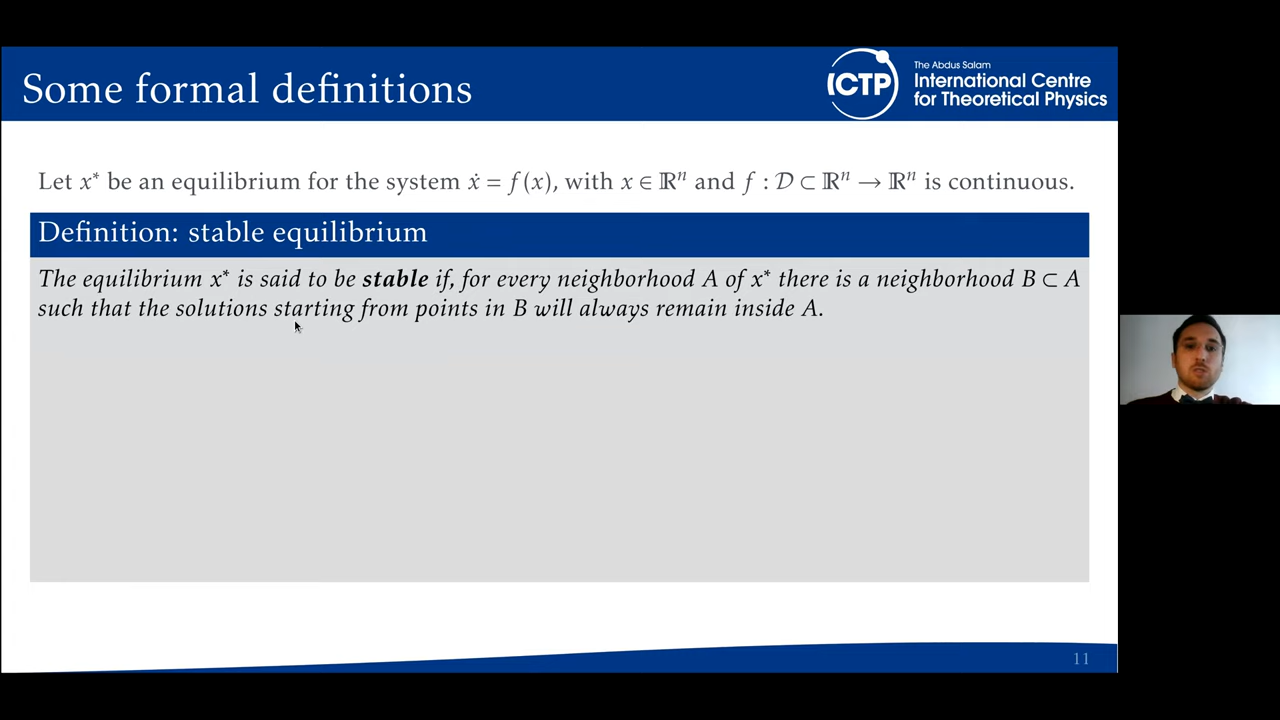 Some formal definitions
ICTP
The Abdus Salam
International Centre
for Theoretical Physics
Let x* be an equilibrium for the system ẋ = f(x), with x ∈ ℝⁿ and f : 𝒟 ⊂ ℝⁿ → ℝⁿ is continuous.
Definition: stable equilibrium
The equilibrium x* is said to be stable if, for every neighborhood A of x* there is a neighborhood B ⊂ A
such that the solutions starting from points in B will always remain inside A.
11